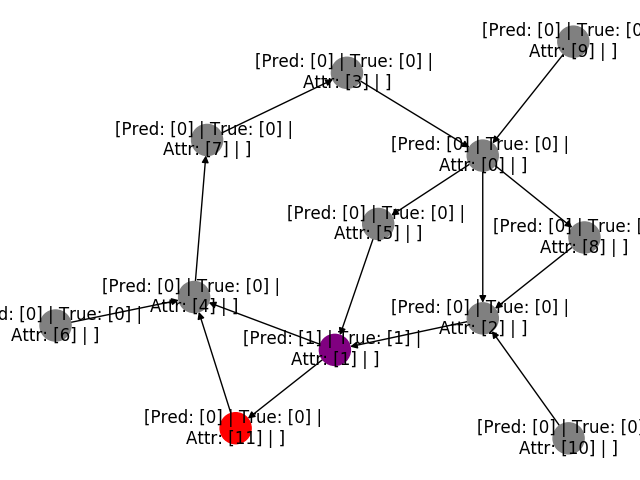 [Pred: [0] | True: [0
Attr: [9] | ]
[Pred: [0] | True: [0] |
Attr: [3] | ]
[Pred: [0] | True: [0] |
Attr: [7] | ]
[Pred: [0] | True: [0] |
Attr: [0] | ]
[Pred: [0] | True: [0] |
Attr: [5] | ]
[Pred: [0] | True: [
Attr: [8] | ]
[Pred: [0] | True: [0] |
Attr: [4] | ]
d: [0] | True: [0] |
Attr: [6] | ]
[Pred: [0] | True: [0] |
Attr: [2] | ]
[Pred: [1] | True: [1] |
Attr: [1] | ]
[Pred: [0] | True: [0] |
Attr: [11] | ]
[Pred: [0] | True: [0]
Attr: [10] | ]